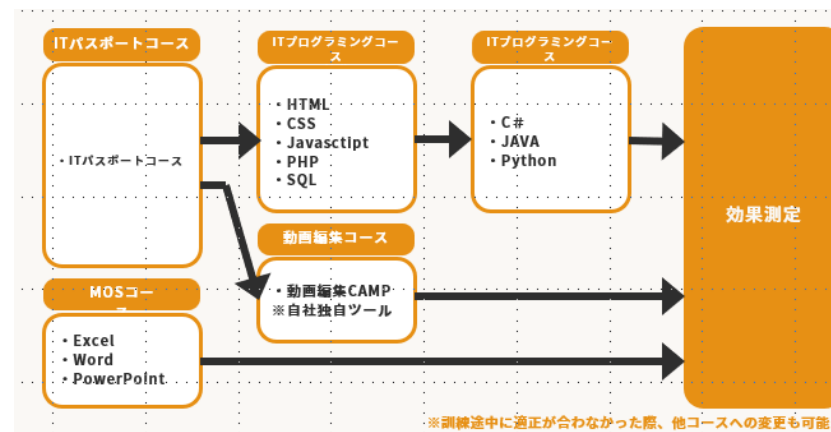 ITパスポートコース
・ITパスポートコース
ITプログラミングコー
ス
・HTML
・CSS
・Javasctipt
・PHP
・SQL
ITプログラミングコー
ス
・C#
・JAVA
・Python
動画編集コース
・動画編集CAMP
※自社独自ツール
MOSコー
・Excel
・Word
・PowerPoint
効果測定
※訓練途中に適正が合わなかった際、他コースへの変更も可能